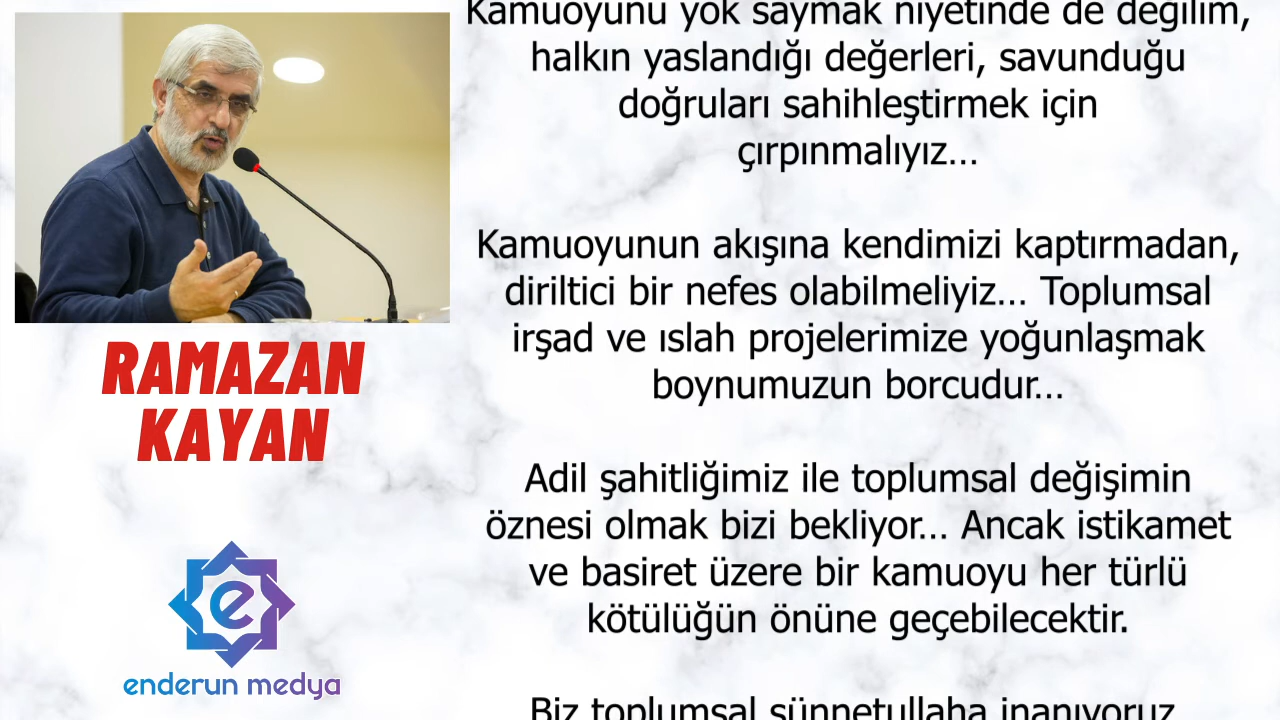 Kamuoyunu yok saymak niyetinde de değilim,
halkın yaslandığı değerleri, savunduğu
doğruları sahihleştirmek için
çırpınmalıyız...
Kamuoyunun akışına kendimizi kaptırmadan,
diriltici bir nefes olabilmeliyiz... Toplumsal
irşad ve ıslah projelerimize yoğunlaşmak
boynumuzun borcudur...
Adil şahitliğimiz ile toplumsal değişimin
öznesi olmak bizi bekliyor... Ancak istikamet
ve basiret üzere bir kamuoyu her türlü
kötülüğün önüne geçebilecektir.
Biz toplumsal sünnetullaha inanıyoruz
RAMAZAN
KAYAN
e
enderun medya